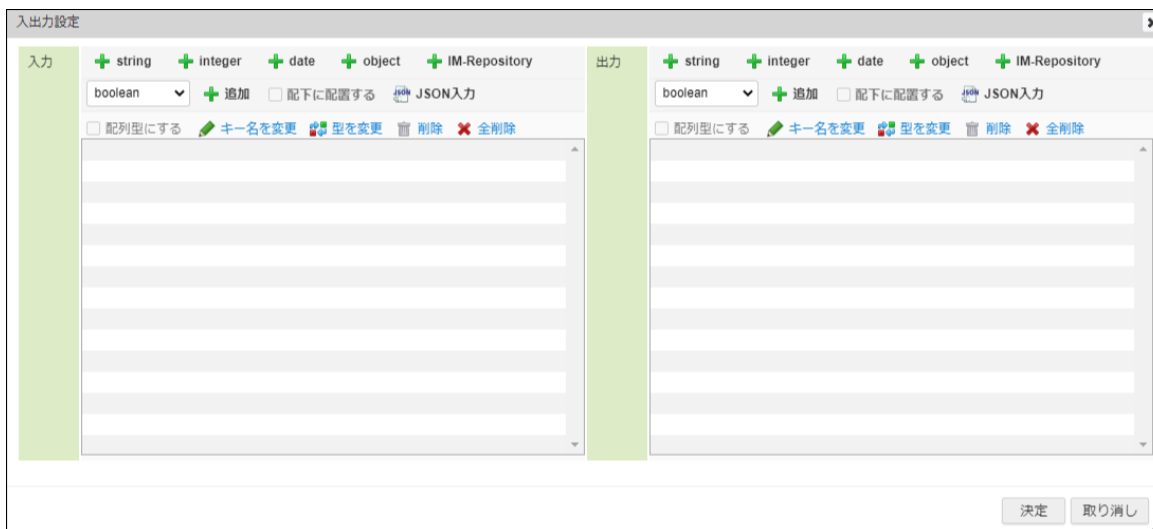 入出力設定
入力
string integer date object IM-Repository
boolean 追加 配下に配置する JSON入力
配列型にする キー名を変更 型を変更 削除 全削除
出力
string integer date object IM-Repository
boolean 追加 配下に配置する JSON入力
配列型にする キー名を変更 型を変更 削除 全削除
決定 取り消し